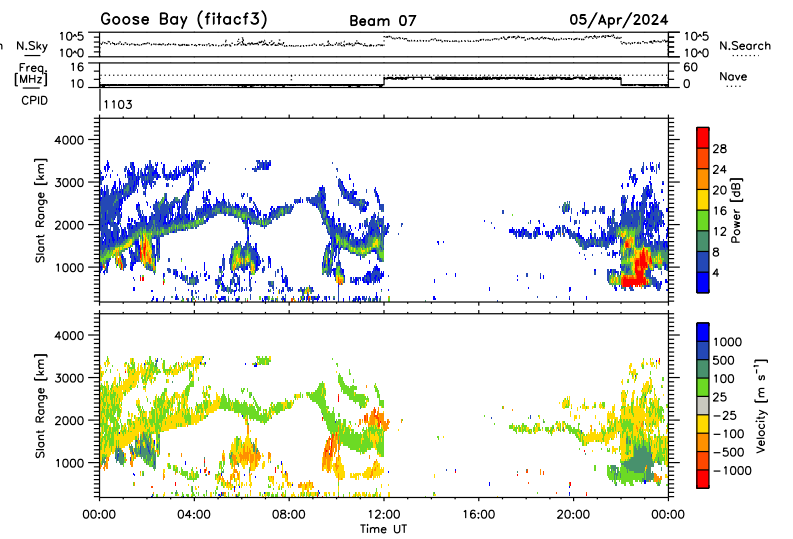 Goose Bay (fitacf3) Beam 07 05/Apr/2024
n N.Sky 10^5 10^5 N.Search
10^0 10^0
Freq. 16 60 Nave
[MHz] 10 0
CPID 1103
4000
3000
2000
1000
Slant Range [km]
28
24
20
16
12
8
4
Power [dB]
4000
3000
2000
1000
Slant Range [km]
1000
500
100
25
−25
−100
−500
−1000
Velocity [m s⁻¹]
00:00 04:00 08:00 12:00 16:00 20:00 00:00
Time UT